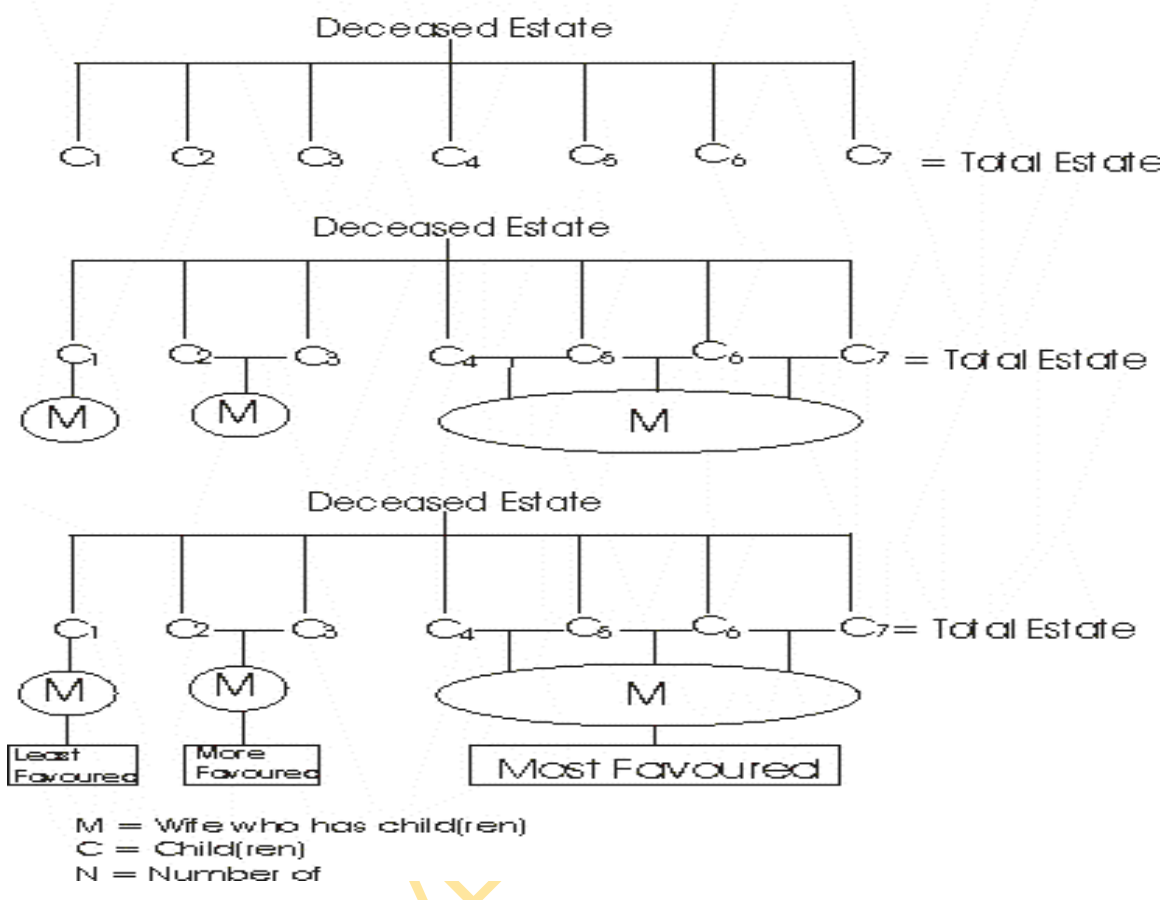 Deceased Estate
C1 C2 C3 C4 C5 C6 C7 = Total Estate
Deceased Estate
C1 C2 C3 C4 C5 C6 C7 = Total Estate
M M M
Deceased Estate
C1 C2 C3 C4 C5 C6 C7 = Total Estate
M M M
Least Favoured
More Favoured
Most Favoured
M = Wife who has child(ren)
C = Child(ren)
N = Number of